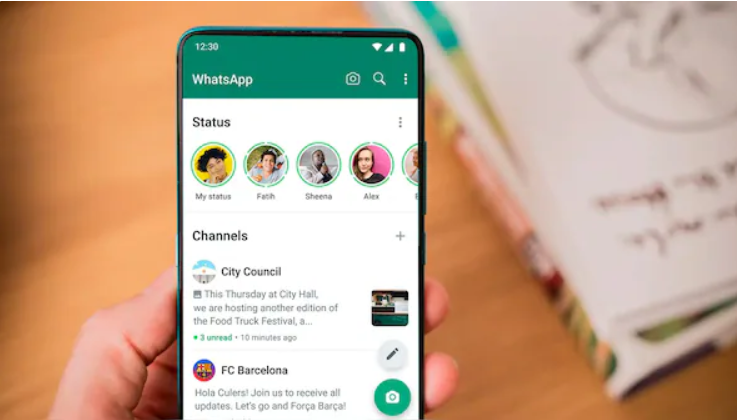 12:30
WhatsApp
Status
My status
Fatih
Sheena
Alex
Channels
City Council
This Thursday at City Hall,
we are hosting another edition of
the Food Truck Festival, a...
3 unread • 10 minutes ago
FC Barcelona
Hola Culers! Join us to receive all
updates. Let's go and Força Barça!